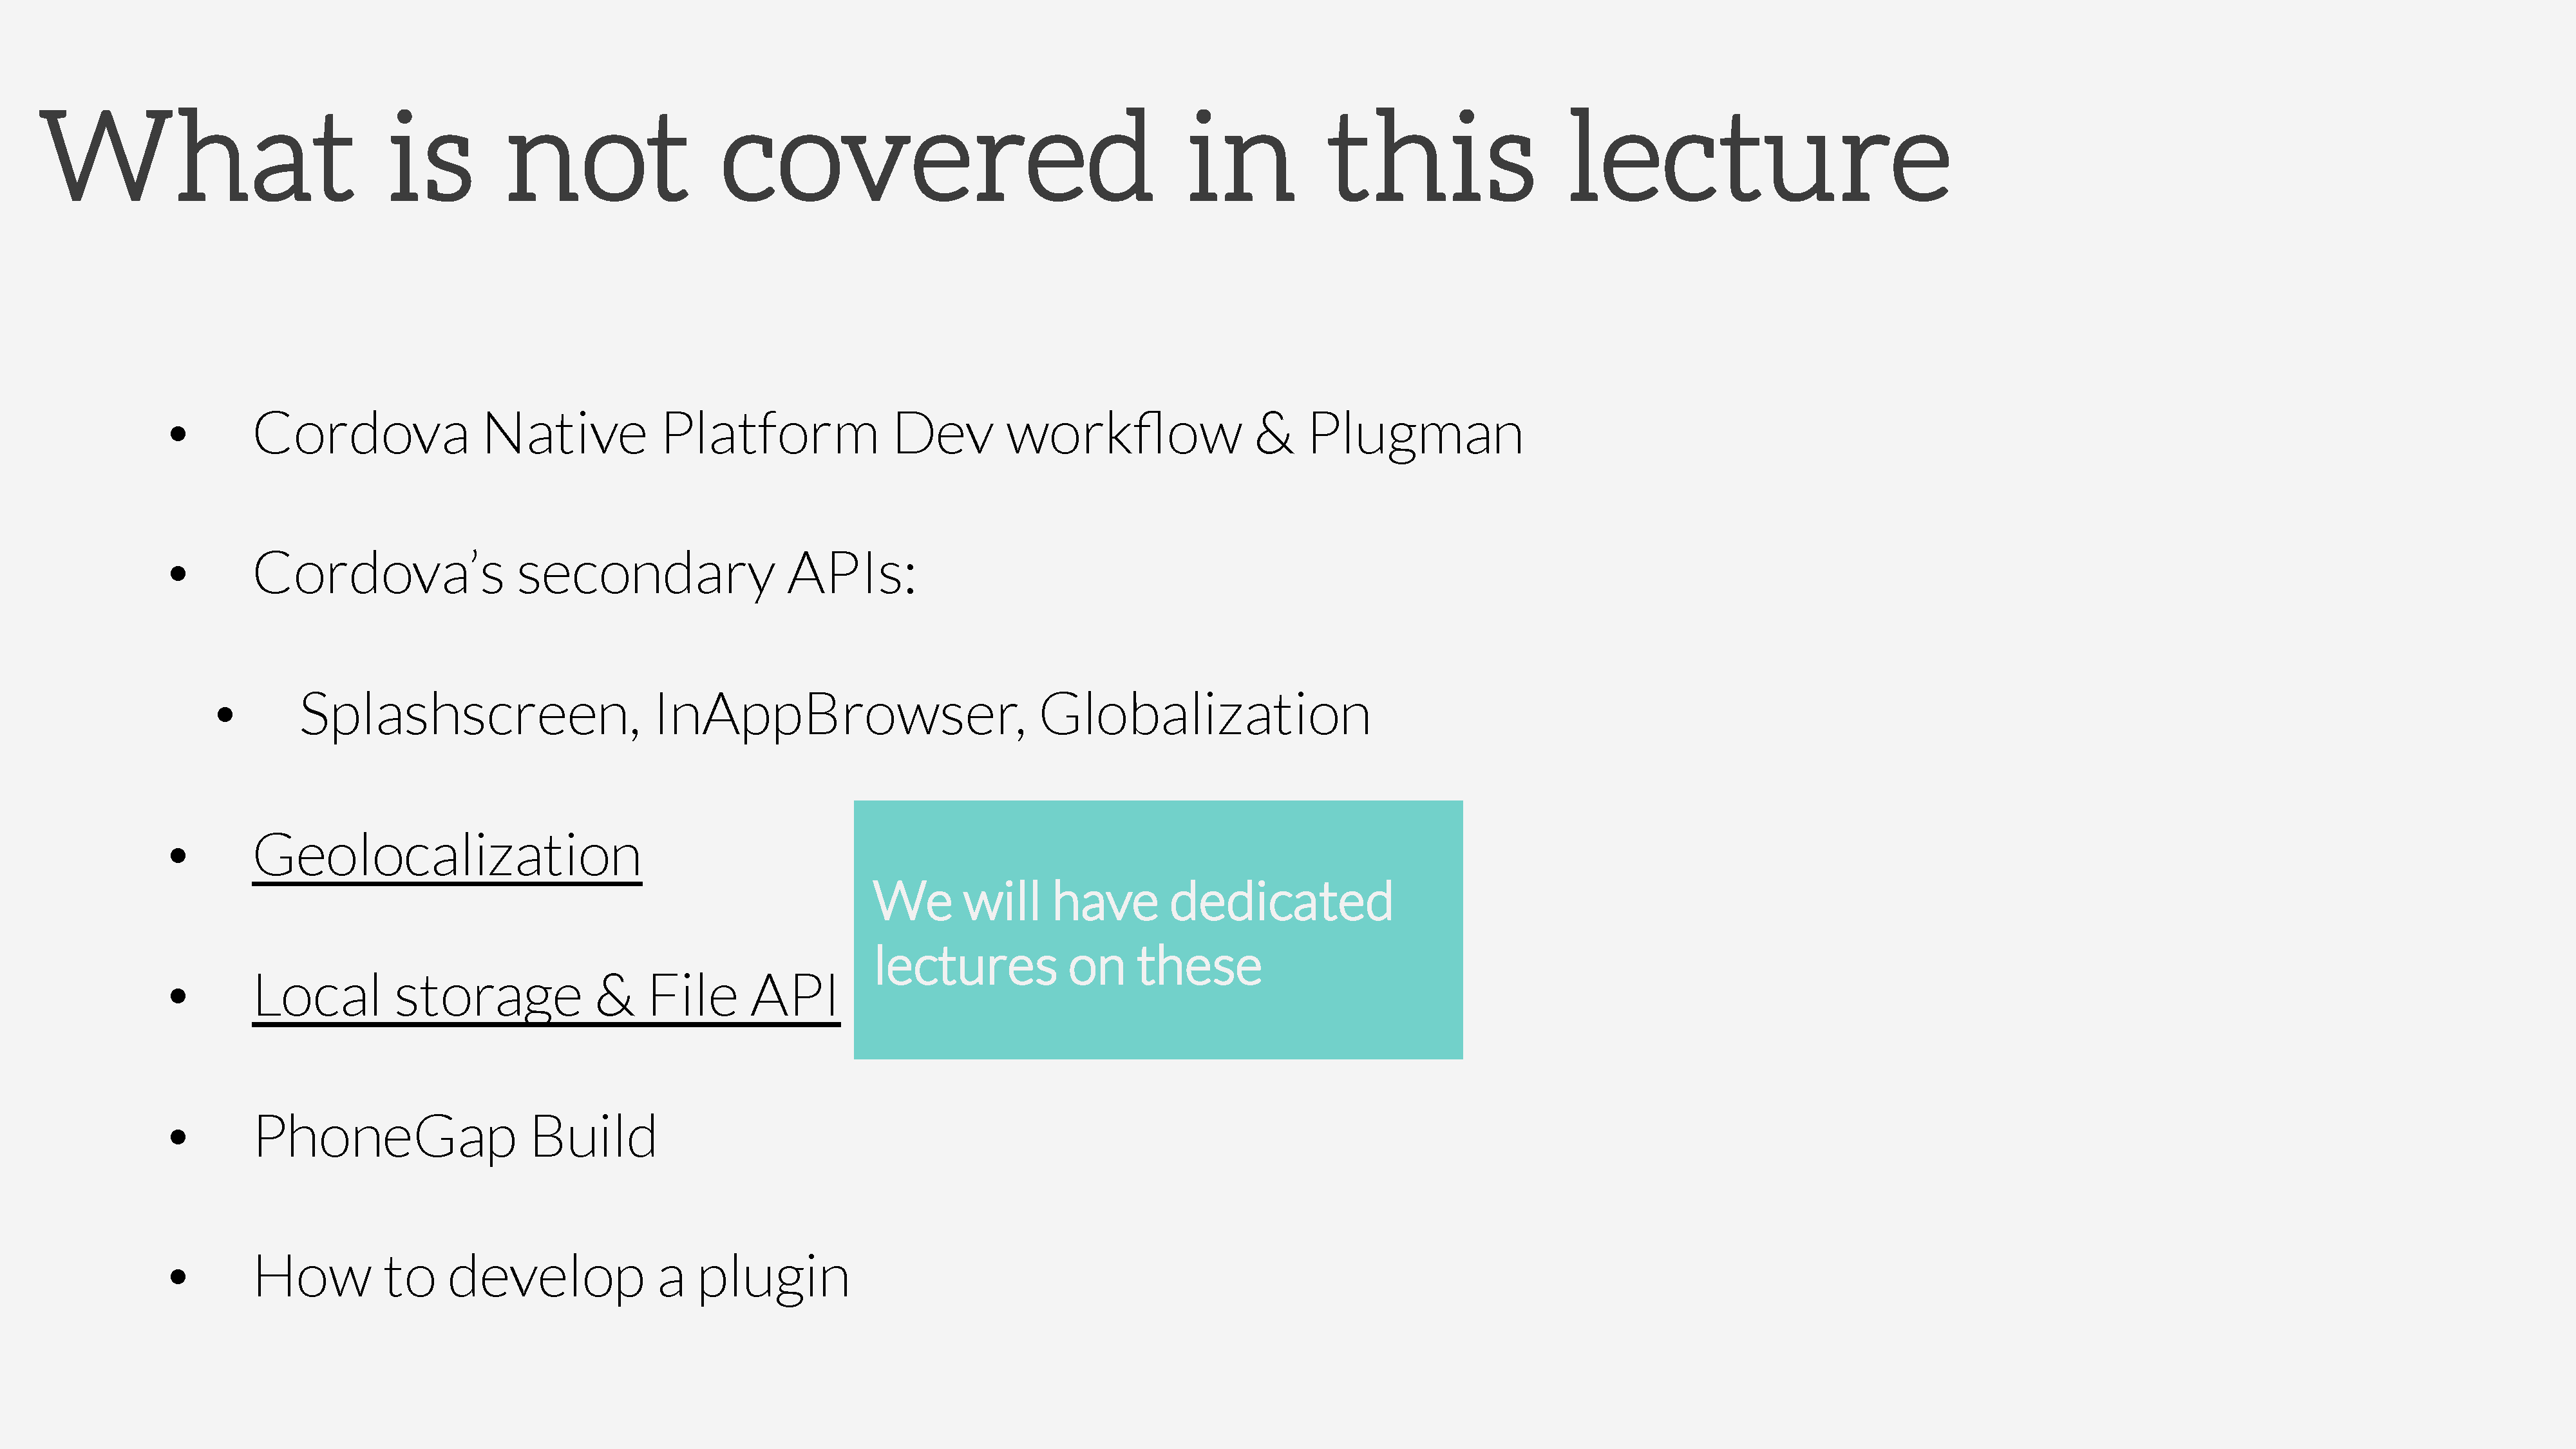 What is not covered in this lecture
• Cordova Native Platform Dev workflow & Plugman
• Cordova’s secondary APIs:
• Splashscreen, InAppBrowser, Globalization
• Geolocalization
• Local storage & File API
We will have dedicated
lectures on these
• PhoneGap Build
• How to develop a plugin